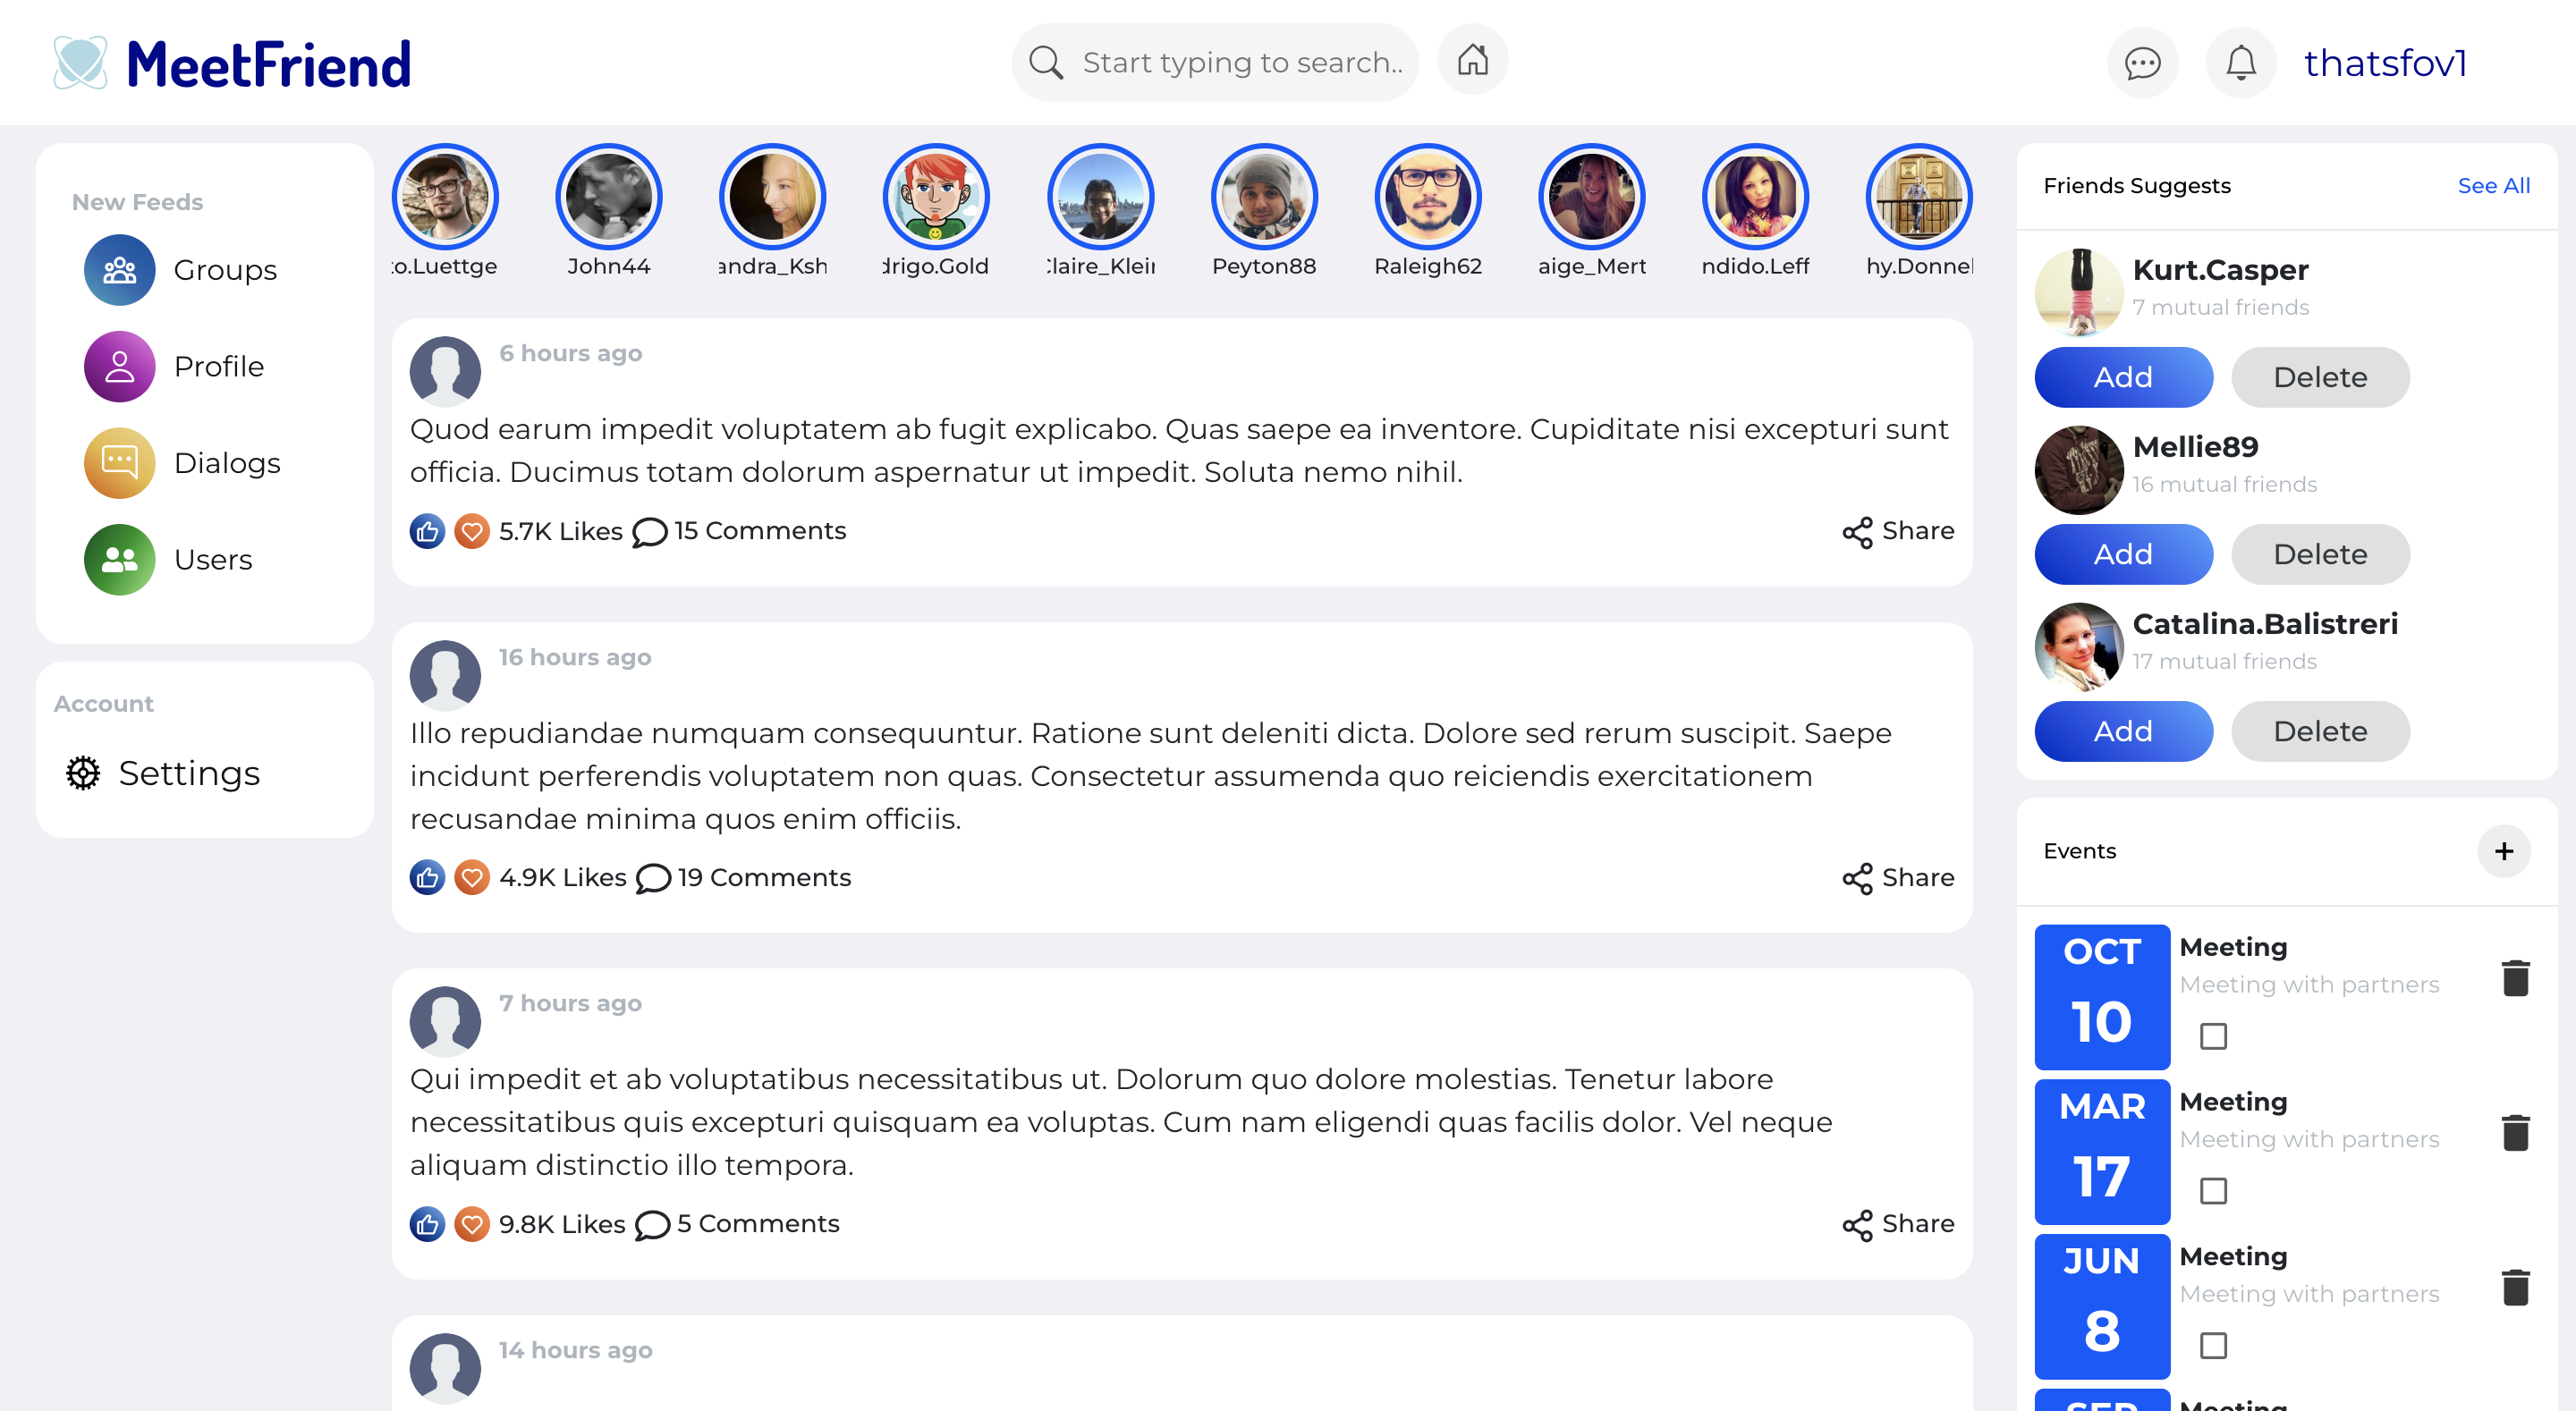 MeetFriend
Start typing to search..
thatsfov1
New Feeds
Groups
Profile
Dialogs
Users
Account
Settings
to.Luettge
John44
andra_Ksh
drigo.Gold
Claire_Klein
Peyton88
Raleigh62
aige_Mert
ndido.Leff
hy.Donnel
6 hours ago
Quod earum impedit voluptatem ab fugit explicabo. Quas saepe ea inventore. Cupiditate nisi excepturi sunt
officia. Ducimus totam dolorum aspernatur ut impedit. Soluta nemo nihil.
5.7K Likes 15 Comments Share
16 hours ago
Illo repudiandae numquam consequuntur. Ratione sunt deleniti dicta. Dolore sed rerum suscipit. Saepe
incidunt perferendis voluptatem non quas. Consectetur assumenda quo reiciendis exercitationem
recusandae minima quos enim officiis.
4.9K Likes 19 Comments Share
7 hours ago
Qui impedit et ab voluptatibus necessitatibus ut. Dolorum quo dolore molestias. Tenetur labore
necessitatibus quis excepturi quisquam ea voluptas. Cum nam eligendi quas facilis dolor. Vel neque
aliquam distinctio illo tempora.
9.8K Likes 5 Comments Share
14 hours ago
Friends Suggests See All
Kurt.Casper
7 mutual friends
Add Delete
Mellie89
16 mutual friends
Add Delete
Catalina.Balistreri
17 mutual friends
Add Delete
Events +
OCT
10
Meeting
Meeting with partners
MAR
17
Meeting
Meeting with partners
JUN
8
Meeting
Meeting with partners
SEP
Meeting